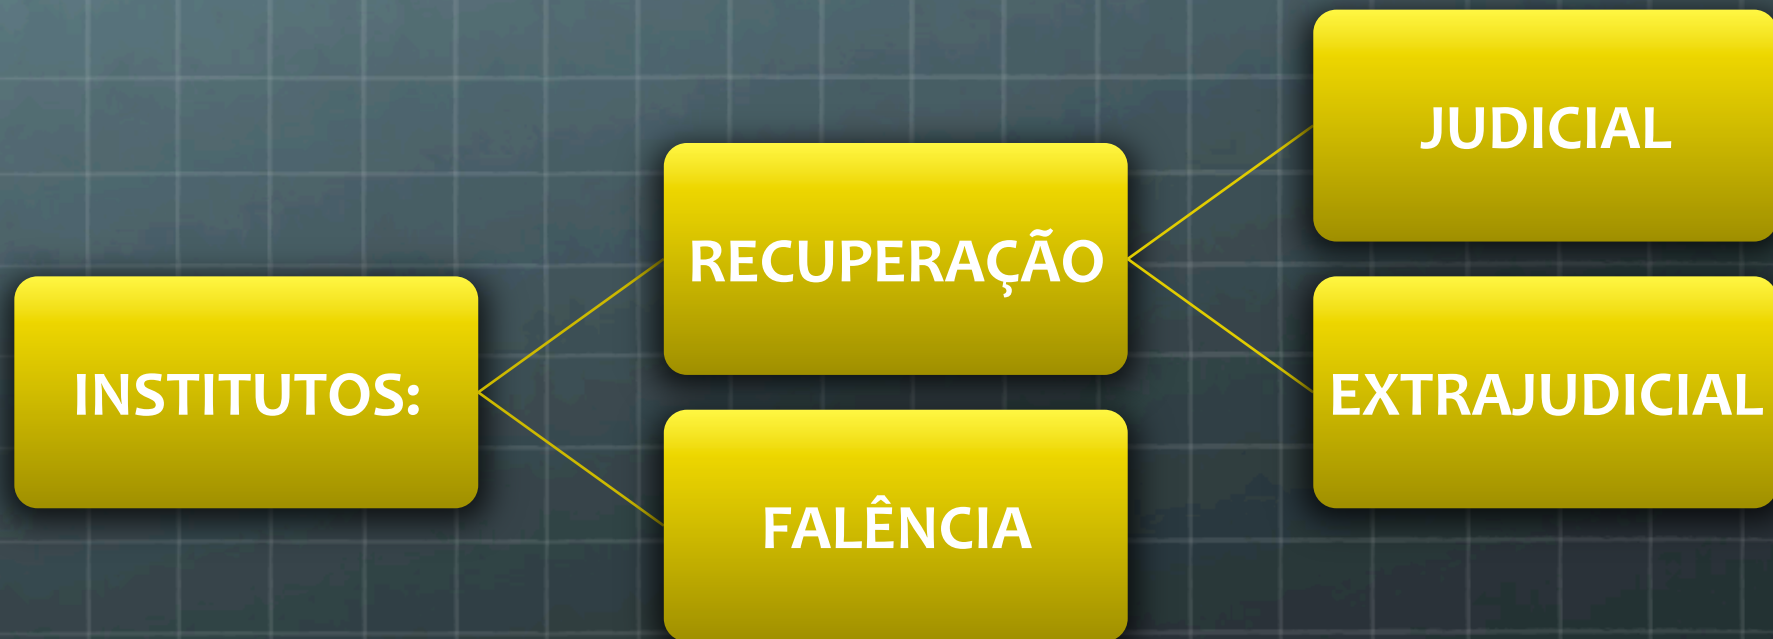 INSTITUTOS:
RECUPERAÇÃO
JUDICIAL
EXTRAJUDICIAL
FALÊNCIA